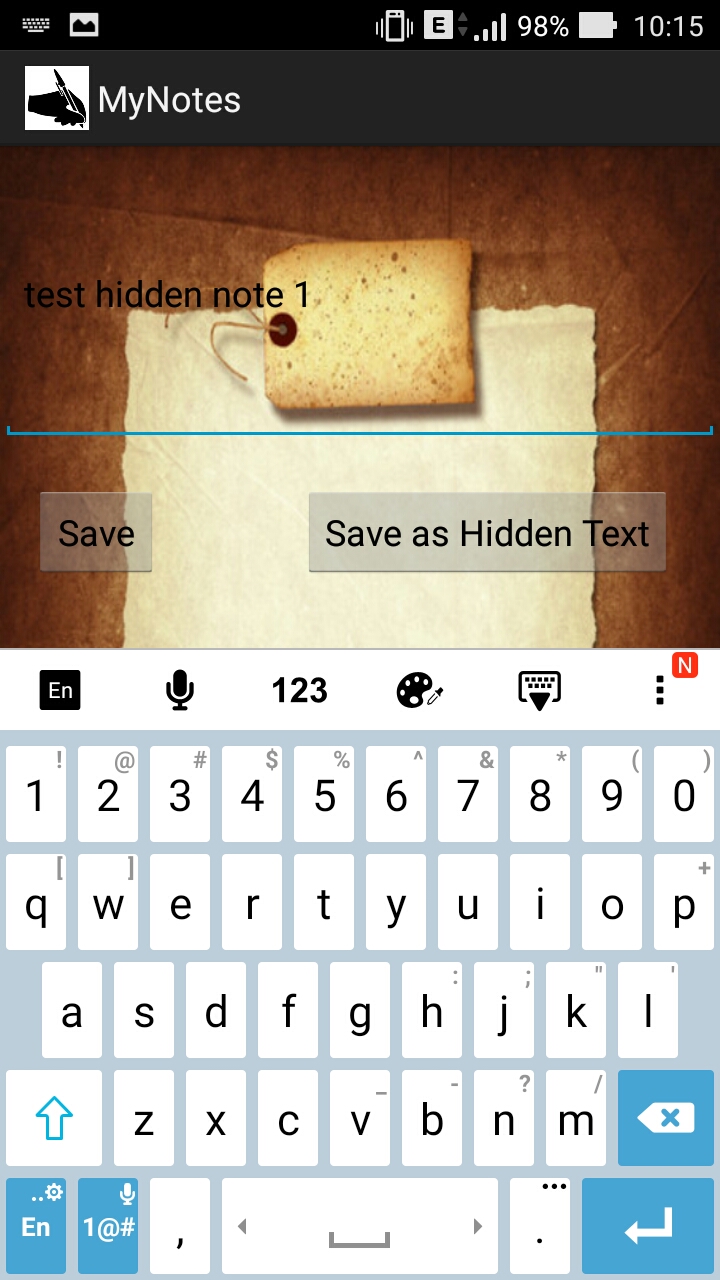 E 98% 10:15
MyNotes
test hidden note 1
Save Save as Hidden Text
En 123 N
! @ # $ % ^ & * ( )
1 2 3 4 5 6 7 8 9 0
[ ] +
q w e r t y u i o p
: ; " '
a s d f g h j k l
_ - ? /
z x c v b n m
En 1@# , .